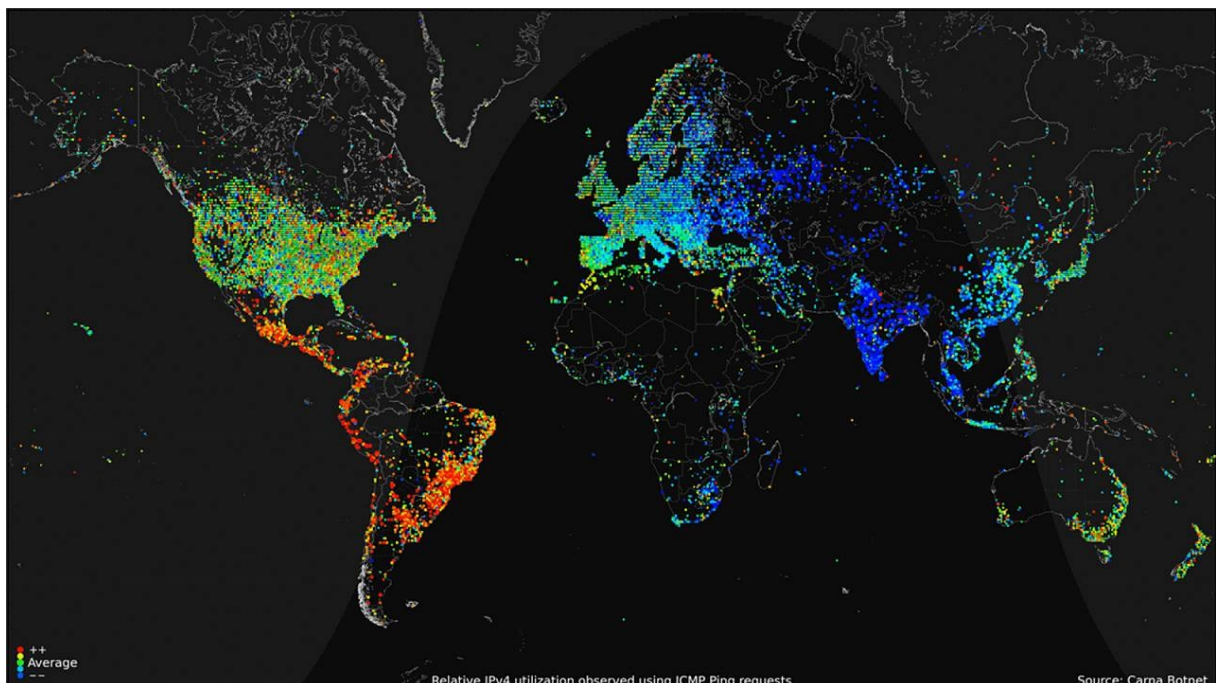 ++
Average
--
Relative IPv4 utilization observed using ICMP Ping requests
Source: Carna Botnet